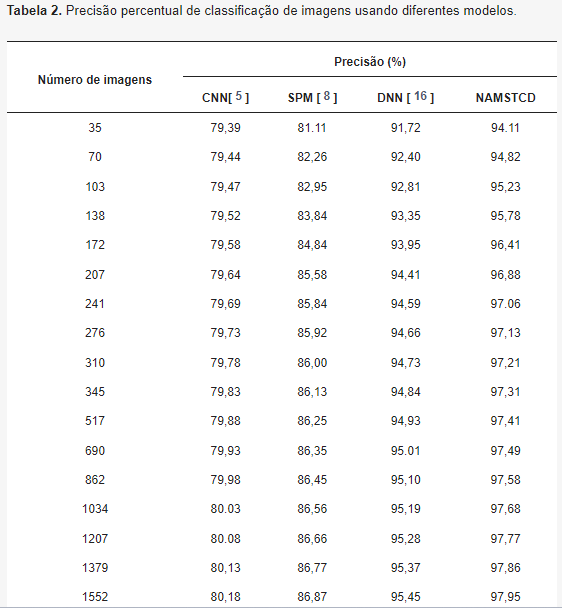 Tabela 2. Precisão percentual de classificação de imagens usando diferentes modelos.
Número de imagens Precisão (%)
CNN[ 5 ] SPM [ 8 ] DNN [ 16 ] NAMSTCD
35 79,39 81.11 91,72 94.11
70 79,44 82,26 92,40 94,82
103 79,47 82,95 92,81 95,23
138 79,52 83,84 93,35 95,78
172 79,58 84,84 93,95 96,41
207 79,64 85,58 94,41 96,88
241 79,69 85,84 94,59 97.06
276 79,73 85,92 94,66 97,13
310 79,78 86,00 94,73 97,21
345 79,83 86,13 94,84 97,31
517 79,88 86,25 94,93 97,41
690 79,93 86,35 95.01 97,49
862 79,98 86,45 95,10 97,58
1034 80.03 86,56 95,19 97,68
1207 80.08 86,66 95,28 97,77
1379 80,13 86,77 95,37 97,86
1552 80,18 86,87 95,45 97,95